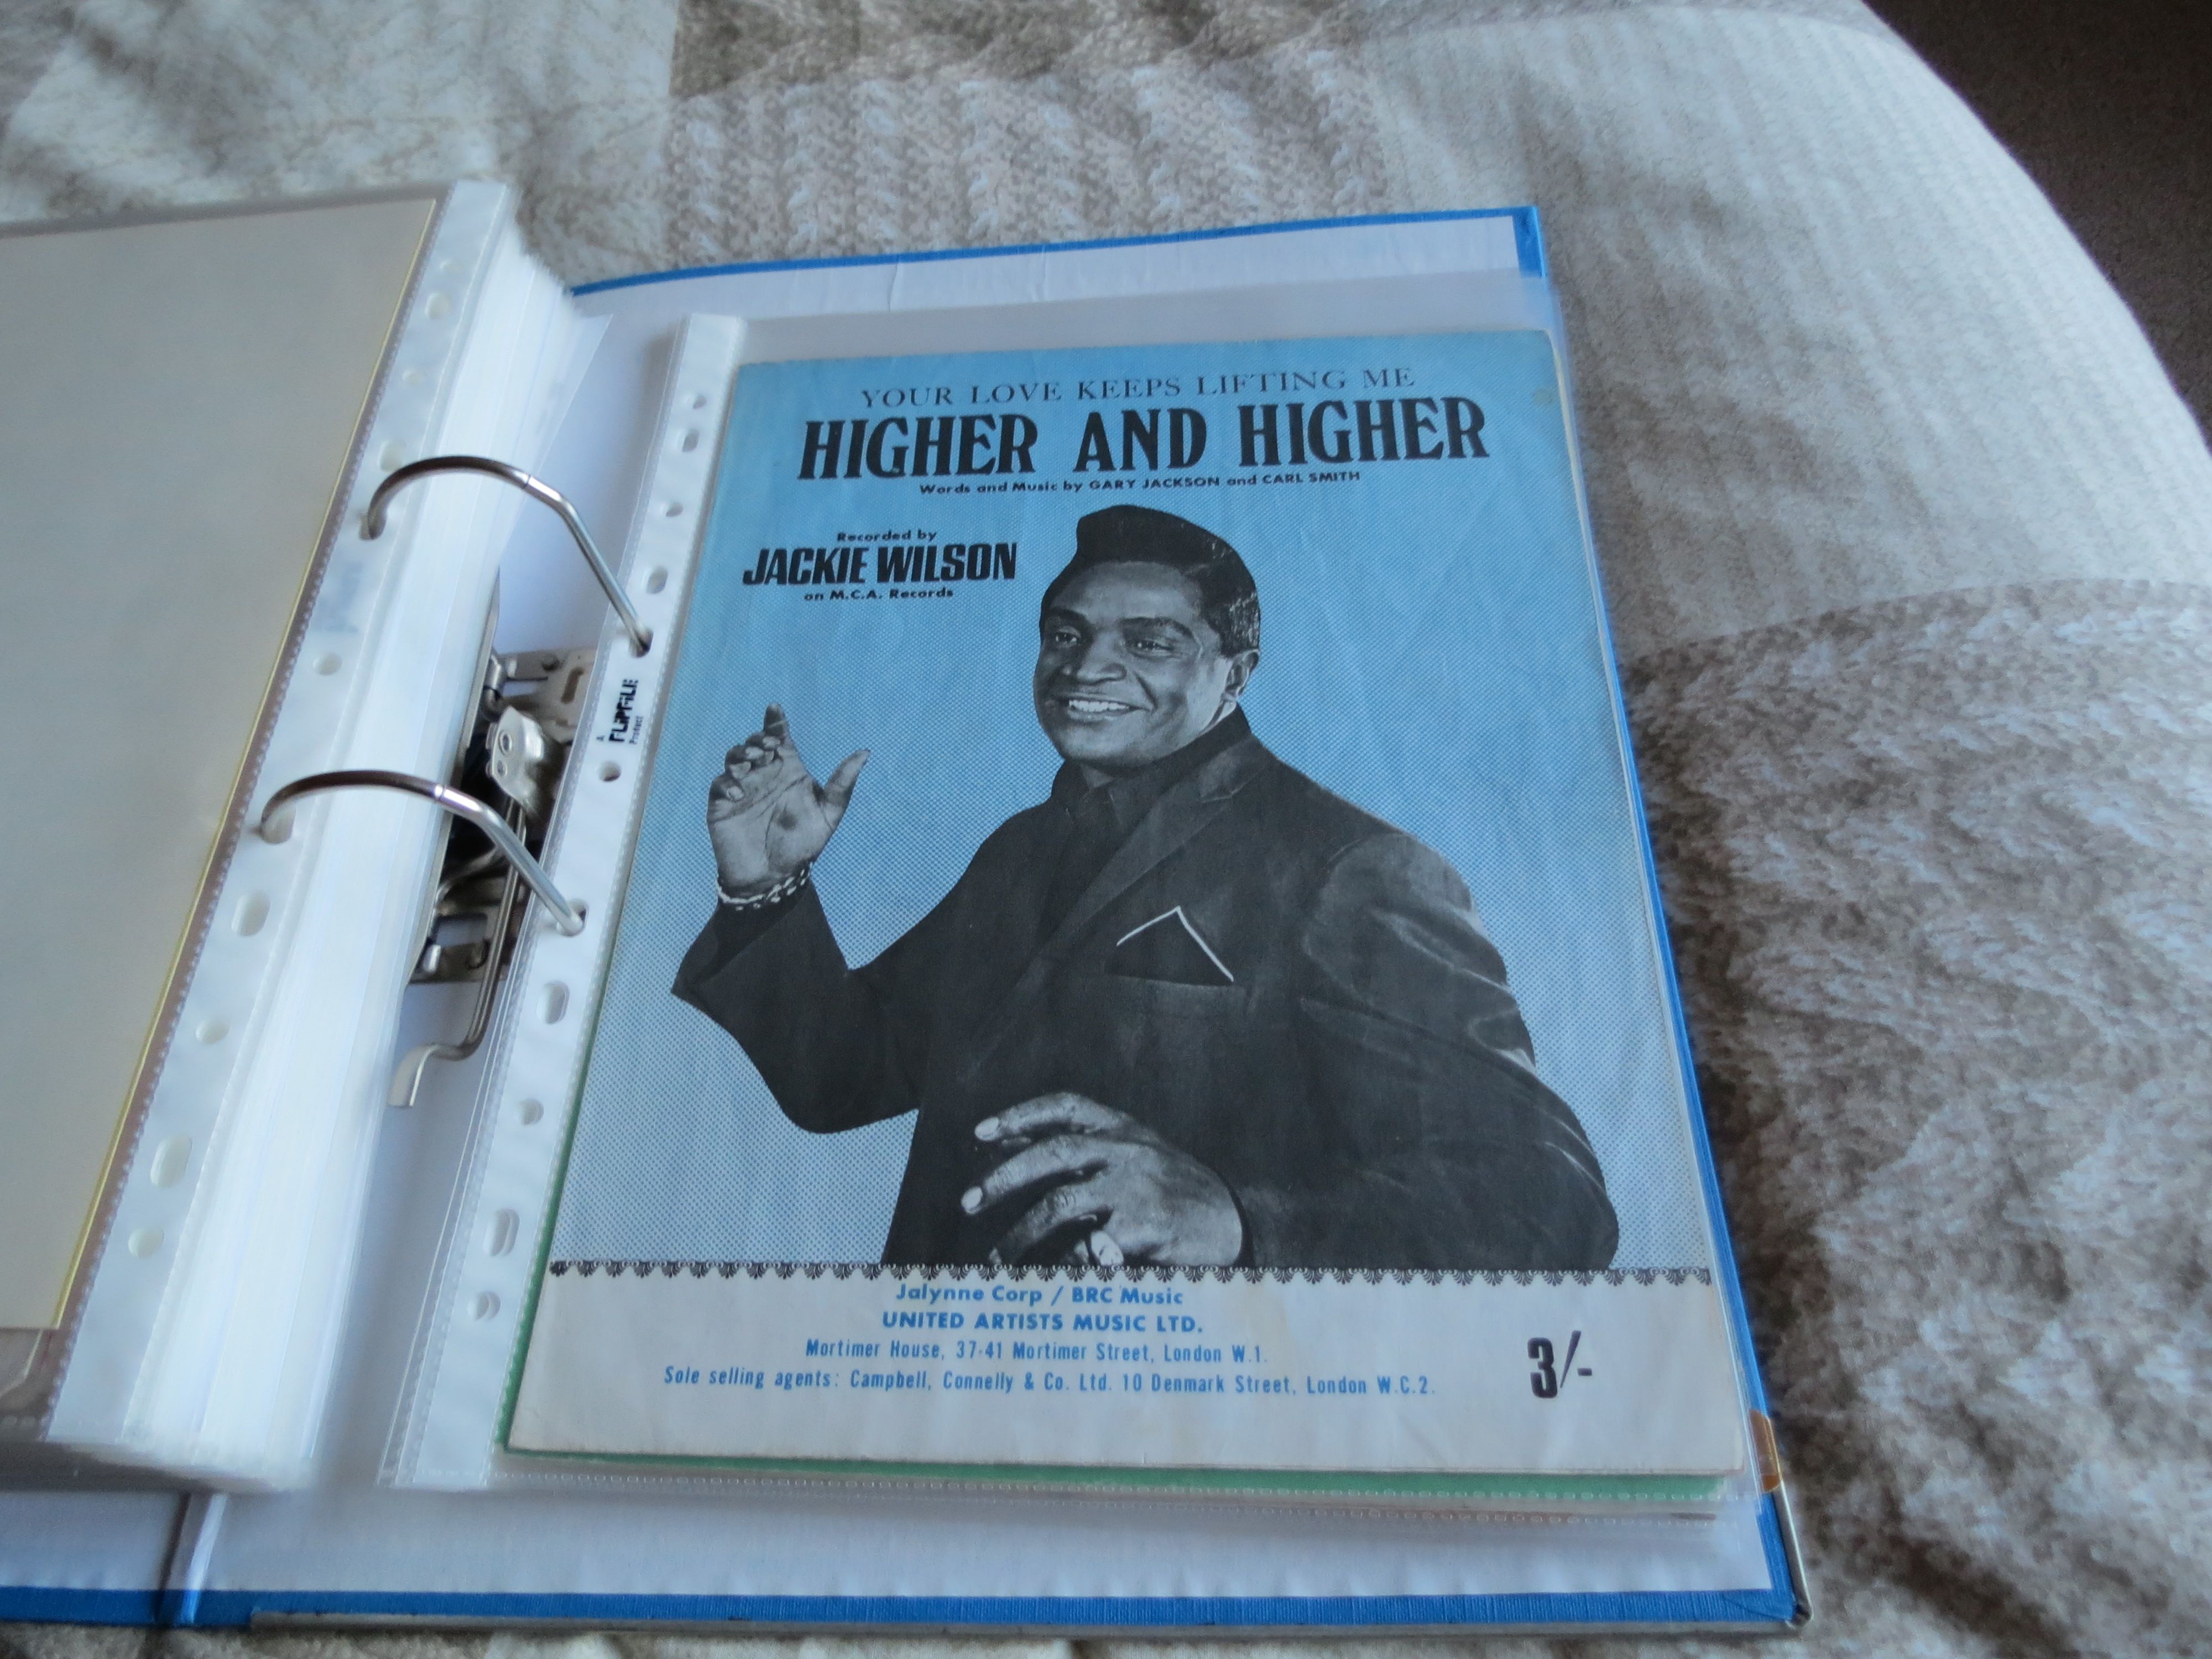 YOUR LOVE KEEPS LIFTING ME
HIGHER AND HIGHER
Words and Music by GARY JACKSON and CARL SMITH
Recorded by
JACKIE WILSON
on M.C.A. Records
A
FLIPFILE
Product
Jalynne Corp / BRC Music
UNITED ARTISTS MUSIC LTD.
Mortimer House, 37-41 Mortimer Street, London W.1.
Sole selling agents: Campbell, Connelly & Co. Ltd. 10 Denmark Street, London W.C.2.
3/-